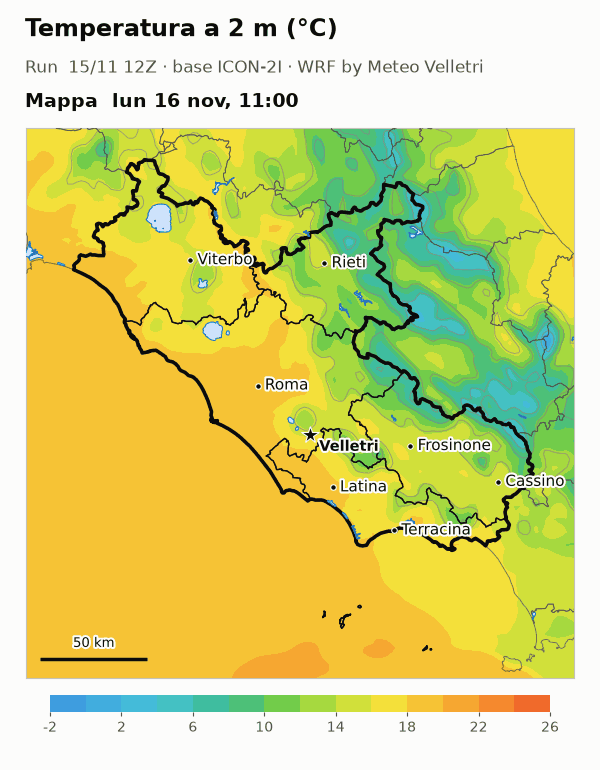 Temperatura a 2 m (°C)
Run  15/11 12Z · base ICON-2I · WRF by Meteo Velletri
Mappa  lun 16 nov, 11:00
Viterbo
Rieti
Roma
Velletri
Frosinone
Latina
Cassino
Terracina
50 km
-2 2 6 10 14 18 22 26